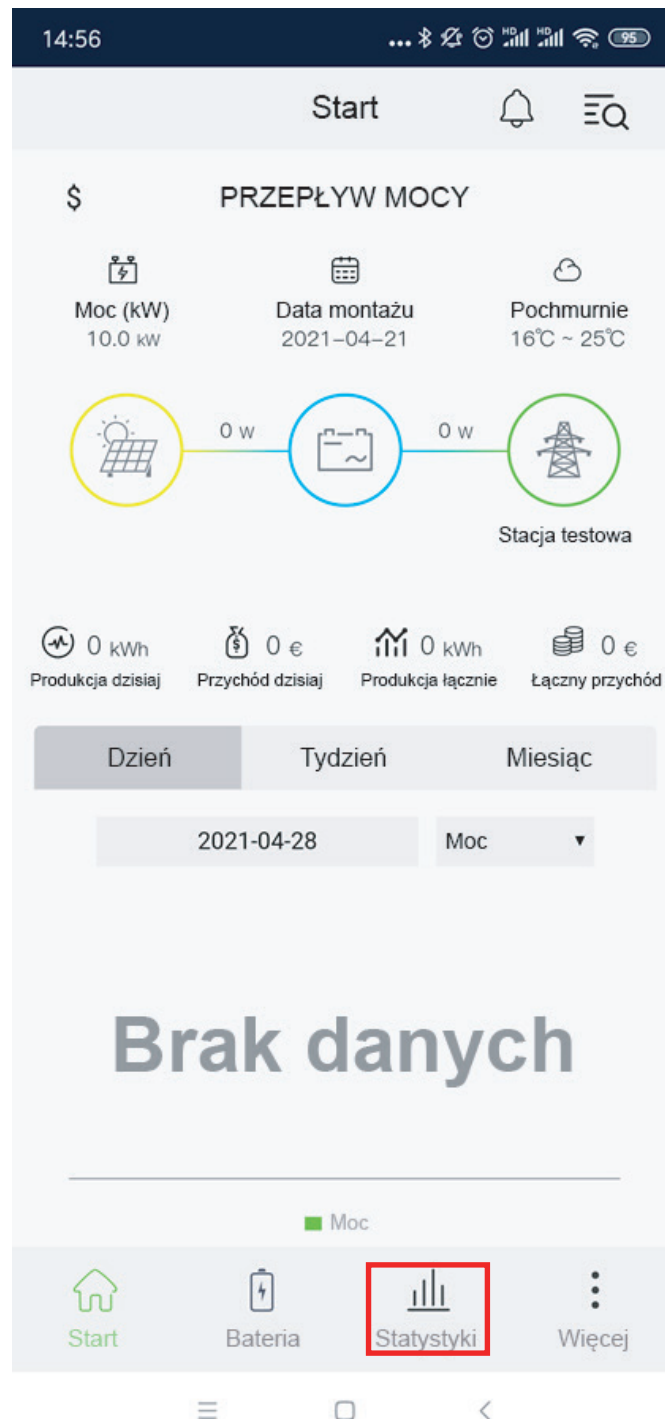 14:56 ... HD HD 95
Start
$ PRZEPŁYW MOCY
Moc (kW) Data montażu Pochmurnie
10.0 kW 2021-04-21 16℃ ~ 25℃
0 W 0 W
Stacja testowa
0 kWh $ 0 € 0 kWh 0 €
Produkcja dzisiaj Przychód dzisiaj Produkcja łącznie Łączny przychód
Dzień Tydzień Miesiąc
2021-04-28 Moc ▼
Brak danych
Moc
Start Bateria Statystyki Więcej